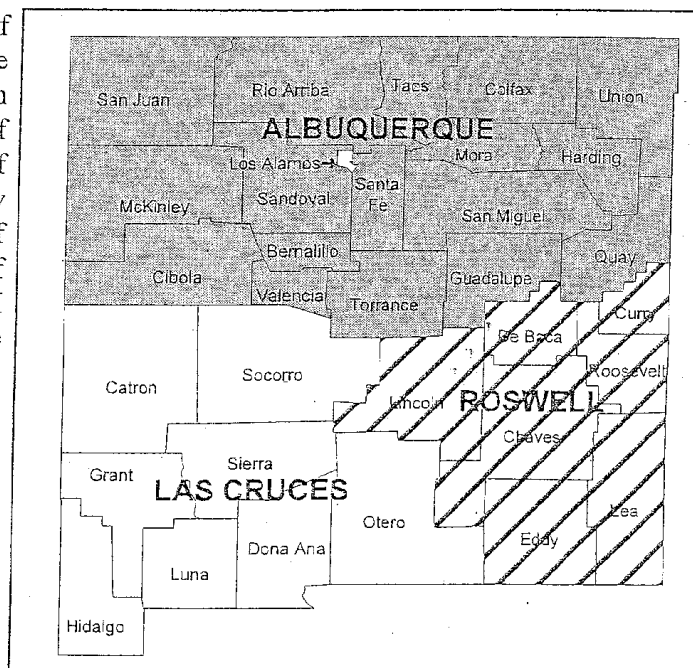 f
e
n
f
f
y
f
f
San Juan
Rio Arriba
Taos
Colfax
Union
ALBUQUERQUE
Los Alamos
Mora
Harding
Sandoval
Santa
Fe
McKinley
San Miguel
Bernalillo
Quay
Cibola
Guadalupe
Valencia
Torrance
Curry
De Baca
Socorro
Roosevelt
Catron
Lincoln
ROSWELL
Chaves
Grant
Sierra
LAS CRUCES
Lea
Otero
Eddy
Dona Ana
Luna
Hidalgo